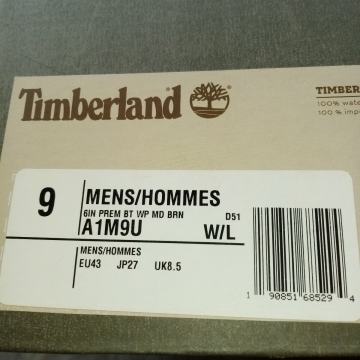 Timberland
TIMBER
100% wate
100% imp
9
MENS/HOMMES
6IN PREM BT WP MD BRN D51
A1M9U W/L
MENS/HOMMES
EU43 JP27 UK8.5
1 90851 68529 4